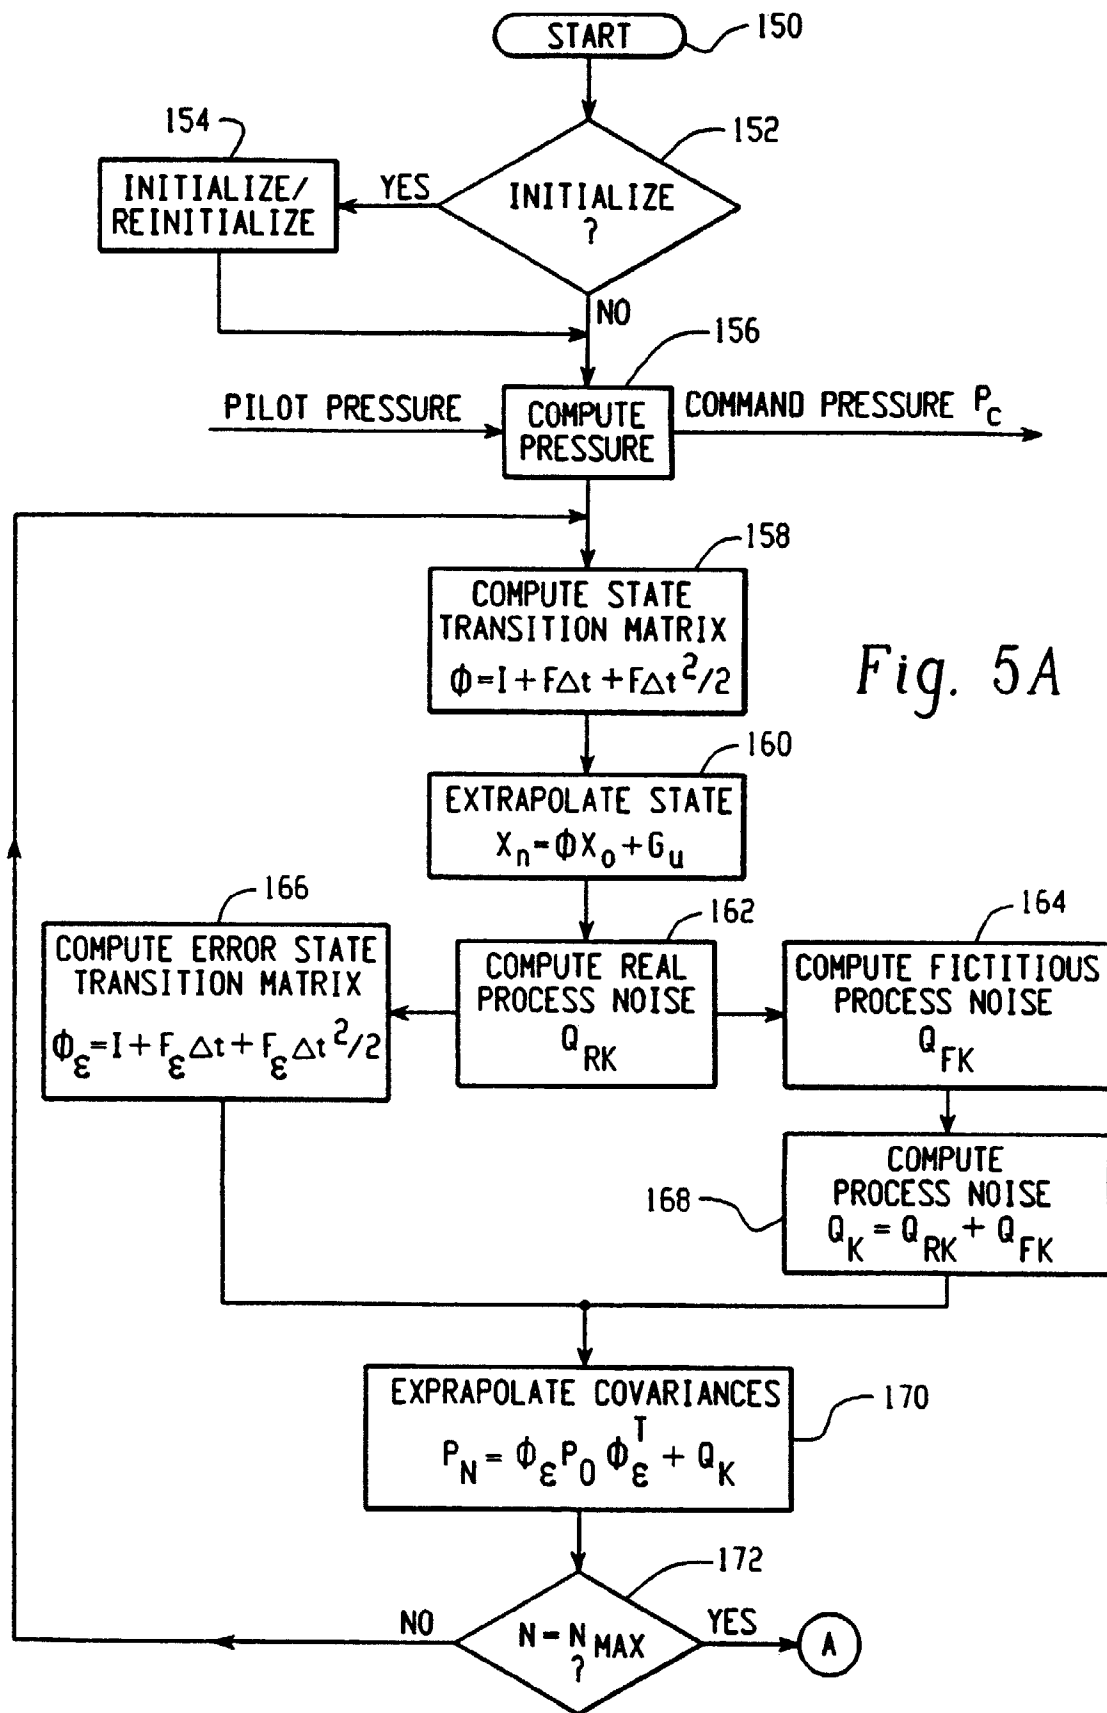 START
150
152
154
INITIALIZE/
REINITIALIZE
YES
INITIALIZE
?
NO
156
PILOT PRESSURE
COMPUTE
PRESSURE
COMMAND PRESSURE P_C
158
COMPUTE STATE
TRANSITION MATRIX
Φ=I+FΔt+FΔt²/2
Fig. 5A
160
EXTRAPOLATE STATE
X_n=ΦX_o+G_u
166
162
164
COMPUTE ERROR STATE
TRANSITION MATRIX
Φ_ε=I+F_εΔt+F_εΔt²/2
COMPUTE REAL
PROCESS NOISE
Q_RK
COMPUTE FICTITIOUS
PROCESS NOISE
Q_FK
168
COMPUTE
PROCESS NOISE
Q_K=Q_RK+Q_FK
EXPRAPOLATE COVARIANCES
P_N=Φ_εP_0Φ_ε^T+Q_K
170
172
NO
N=N_MAX
?
YES
A